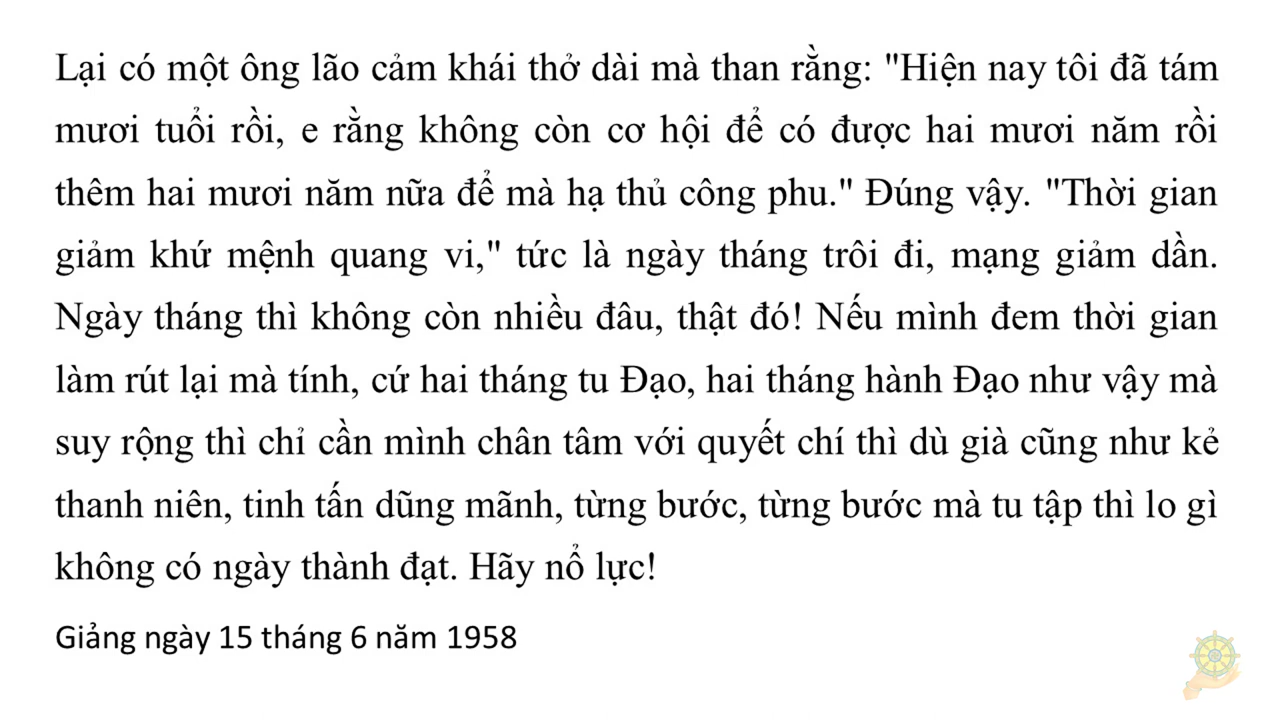 Lại có một ông lão cảm khái thở dài mà than rằng: "Hiện nay tôi đã tám
mươi tuổi rồi, e rằng không còn cơ hội để có được hai mươi năm rồi
thêm hai mươi năm nữa để mà hạ thủ công phu." Đúng vậy. "Thời gian
giảm khứ mệnh quang vi," tức là ngày tháng trôi đi, mạng giảm dần.
Ngày tháng thì không còn nhiều đâu, thật đó! Nếu mình đem thời gian
làm rút lại mà tính, cứ hai tháng tu Đạo, hai tháng hành Đạo như vậy mà
suy rộng thì chỉ cần mình chân tâm với quyết chí thì dù già cũng như kẻ
thanh niên, tinh tấn dũng mãnh, từng bước, từng bước mà tu tập thì lo gì
không có ngày thành đạt. Hãy nổ lực!
Giảng ngày 15 tháng 6 năm 1958